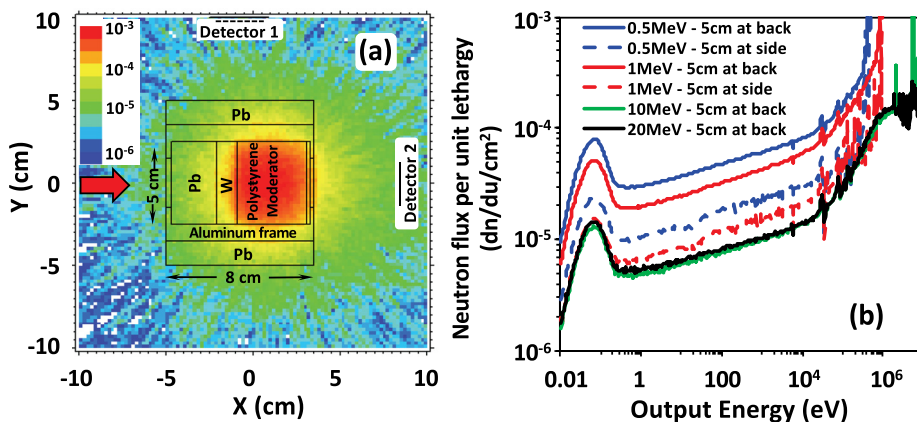 10
5
0
-5
-10
Y (cm)
10⁻³
10⁻⁴
10⁻⁵
10⁻⁶
Detector 1
(a)
Pb
Pb
W
Polystyrene
Moderator
5 cm
Detector 2
Aluminum frame
Pb
8 cm
-10 -5 0 5 10
X (cm)
Neutron flux per unit lethargy
(dn/du/cm²)
10⁻³
10⁻⁴
10⁻⁵
10⁻⁶
0.5MeV - 5cm at back
0.5MeV - 5cm at side
1MeV - 5cm at back
1MeV - 5cm at side
10MeV - 5cm at back
20MeV - 5cm at back
(b)
0.01 1 100 10⁴ 10⁶
Output Energy (eV)